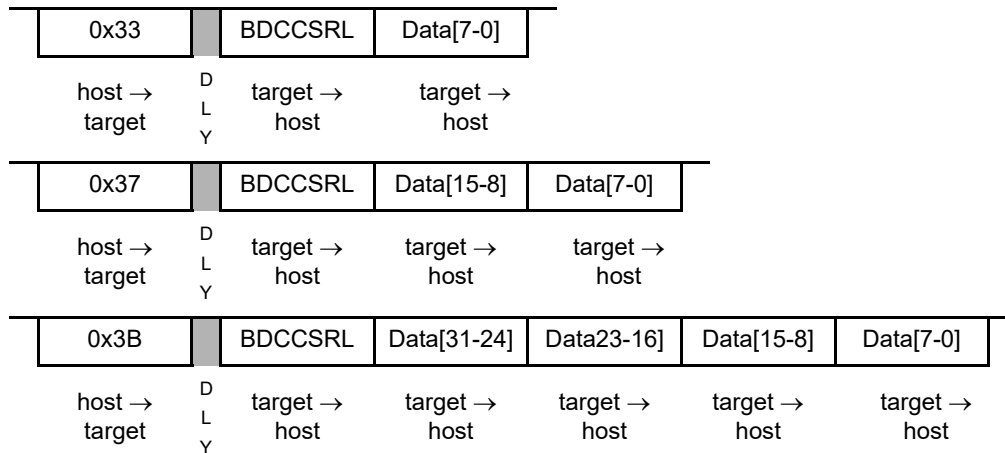 0x33 BDCCSRL Data[7-0]
host → D target → target →
target L host host
Y
0x37 BDCCSRL Data[15-8] Data[7-0]
host → D target → target → target →
target L host host host
Y
0x3B BDCCSRL Data[31-24] Data23-16] Data[15-8] Data[7-0]
host → D target → target → target → target → target →
target L host host host host host
Y